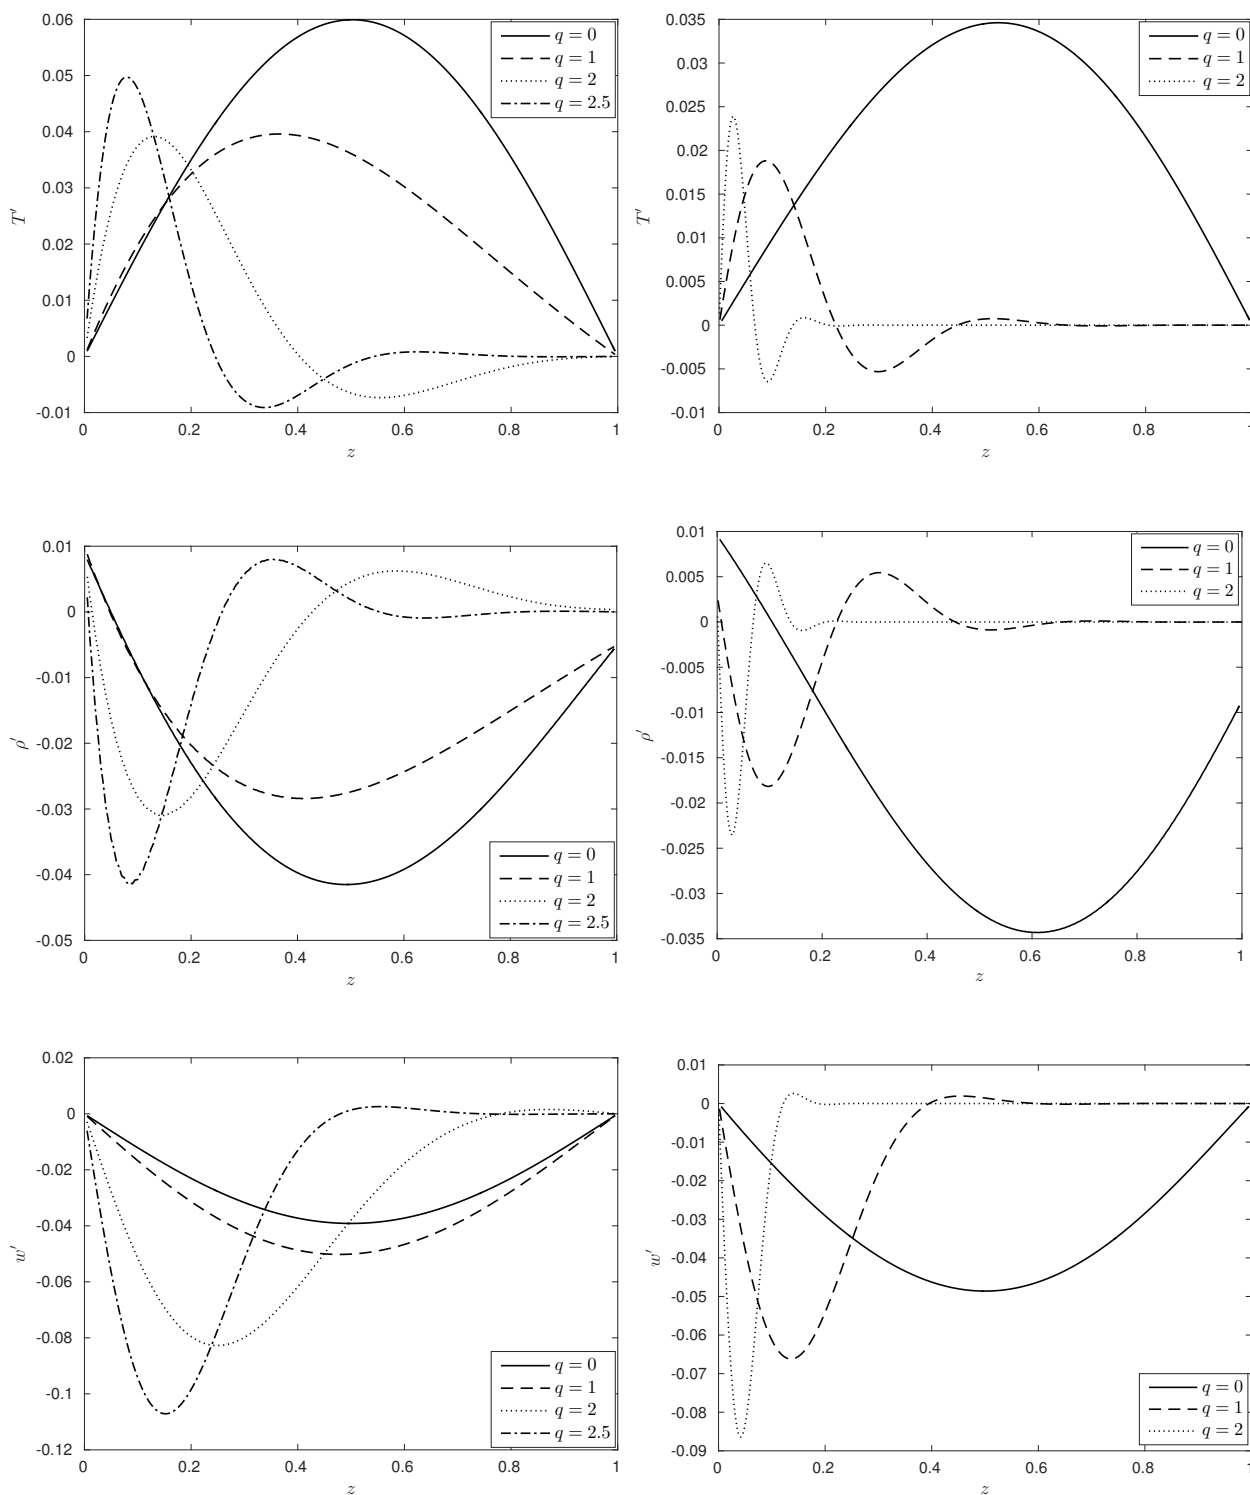 0.06
0.05
0.04
0.03
0.02
0.01
0
-0.01
T′
0
0.2
0.4
0.6
0.8
1
z
q = 0
q = 1
q = 2
q = 2.5
0.035
0.03
0.025
0.02
0.015
0.01
0.005
0
-0.005
-0.01
T′
0
0.2
0.4
0.6
0.8
z
q = 0
q = 1
q = 2
0.01
0
-0.01
-0.02
-0.03
-0.04
-0.05
ρ′
0
0.2
0.4
0.6
0.8
1
z
q = 0
q = 1
q = 2
q = 2.5
0.01
0.005
0
-0.005
-0.01
-0.015
-0.02
-0.025
-0.03
-0.035
ρ′
0
0.2
0.4
0.6
0.8
1
z
q = 0
q = 1
q = 2
0.02
0
-0.02
-0.04
-0.06
-0.08
-0.1
-0.12
w′
0
0.2
0.4
0.6
0.8
1
z
q = 0
q = 1
q = 2
q = 2.5
0.01
0
-0.01
-0.02
-0.03
-0.04
-0.05
-0.06
-0.07
-0.08
-0.09
w′
0
0.2
0.4
0.6
0.8
z
q = 0
q = 1
q = 2